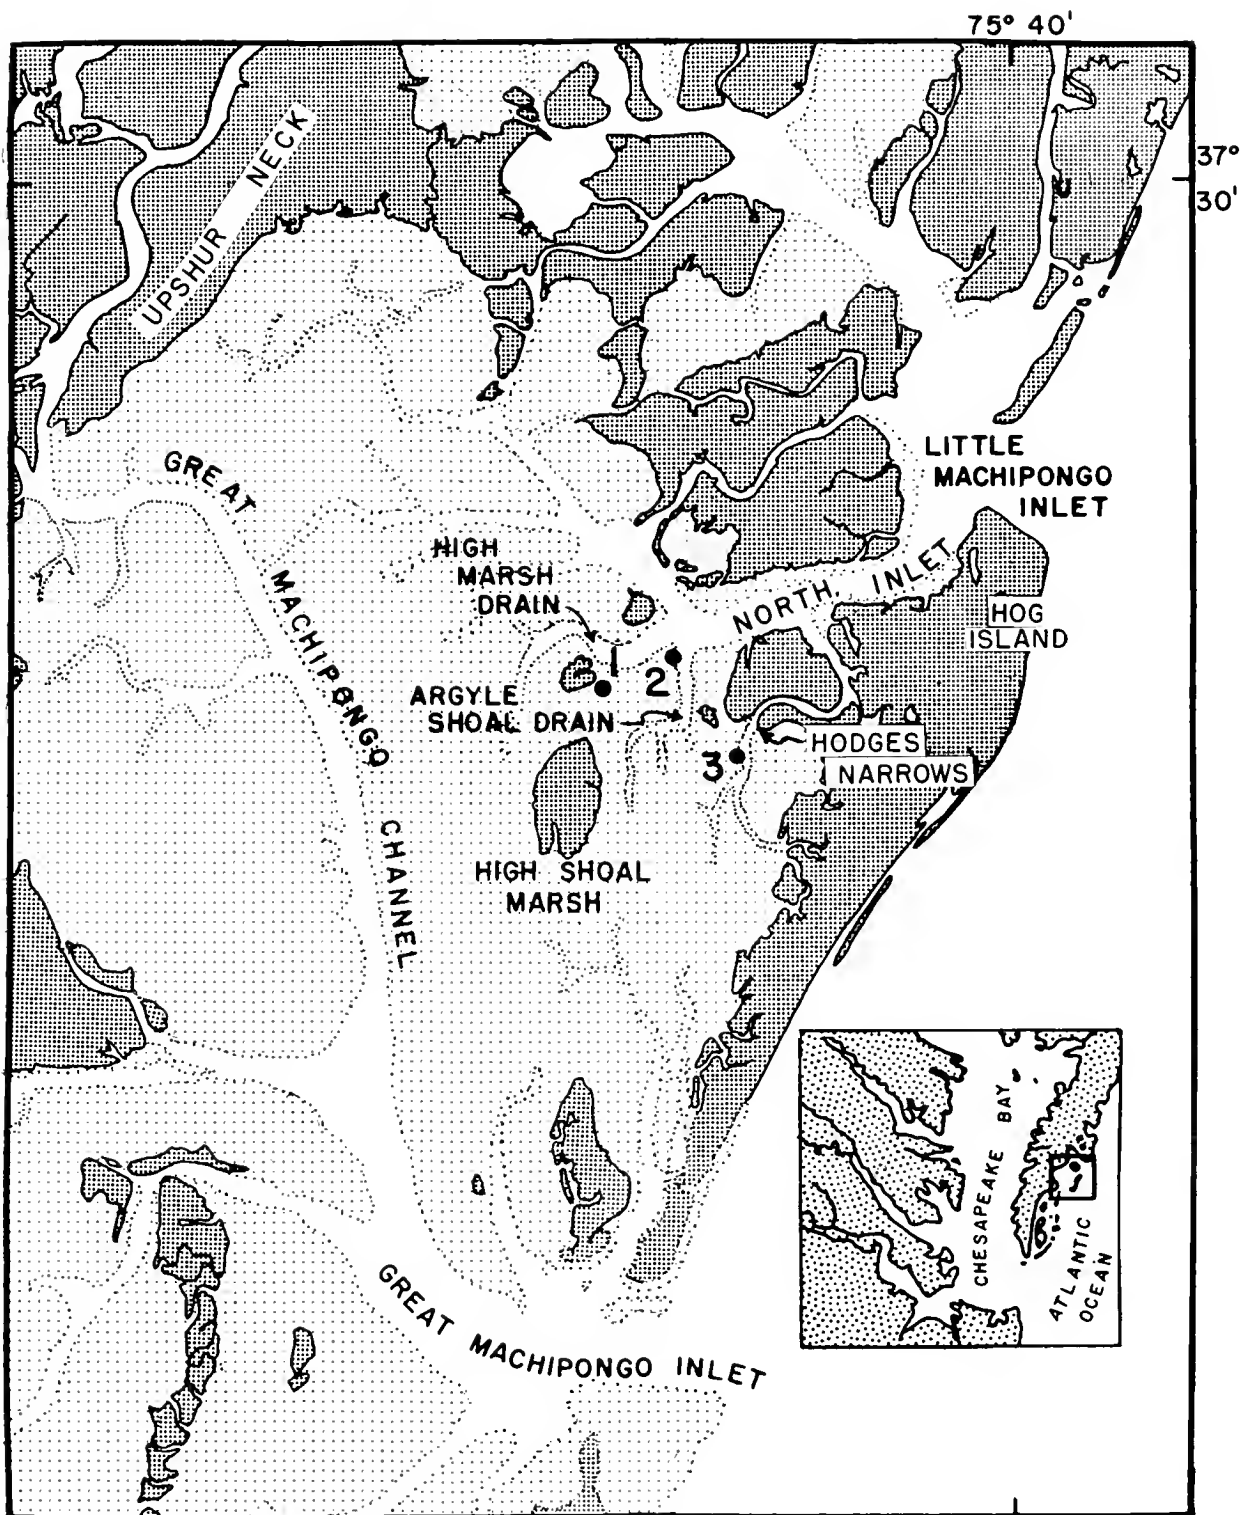 75° 40'
37°
30'
UPSHUR NECK
GREAT MACHIPONGO CHANNEL
LITTLE
MACHIPONGO
INLET
HIGH
MARSH
DRAIN
NORTH INLET
HOG
ISLAND
1
2
ARGYLE
SHOAL DRAIN
HODGES
NARROWS
3
HIGH SHOAL
MARSH
CHESAPEAKE BAY
ATLANTIC
OCEAN
GREAT MACHIPONGO INLET